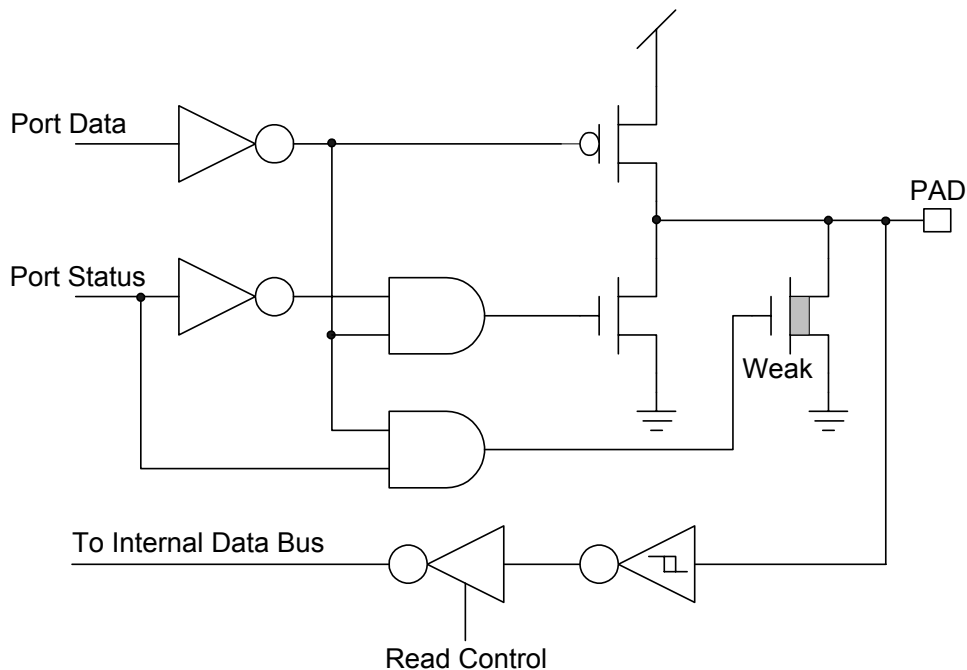 Port Data
PAD
Port Status
Weak
To Internal Data Bus
Read Control